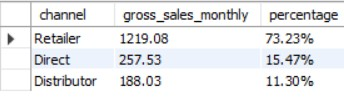 channel gross_sales_monthly percentage
Retailer 1219.08 73.23%
Direct 257.53 15.47%
Distributor 188.03 11.30%